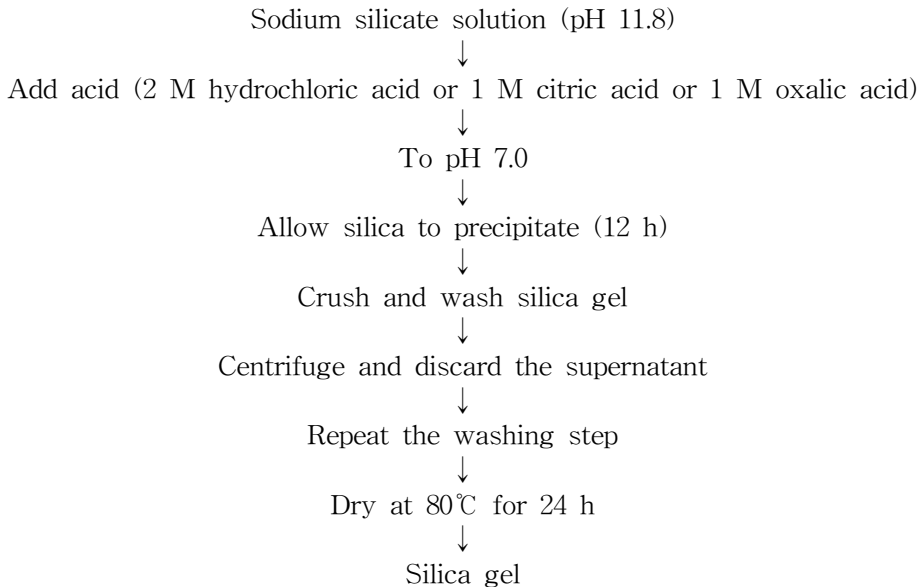 Sodium silicate solution (pH 11.8)
↓
Add acid (2 M hydrochloric acid or 1 M citric acid or 1 M oxalic acid)
↓
To pH 7.0
↓
Allow silica to precipitate (12 h)
↓
Crush and wash silica gel
↓
Centrifuge and discard the supernatant
↓
Repeat the washing step
↓
Dry at 80℃ for 24 h
↓
Silica gel